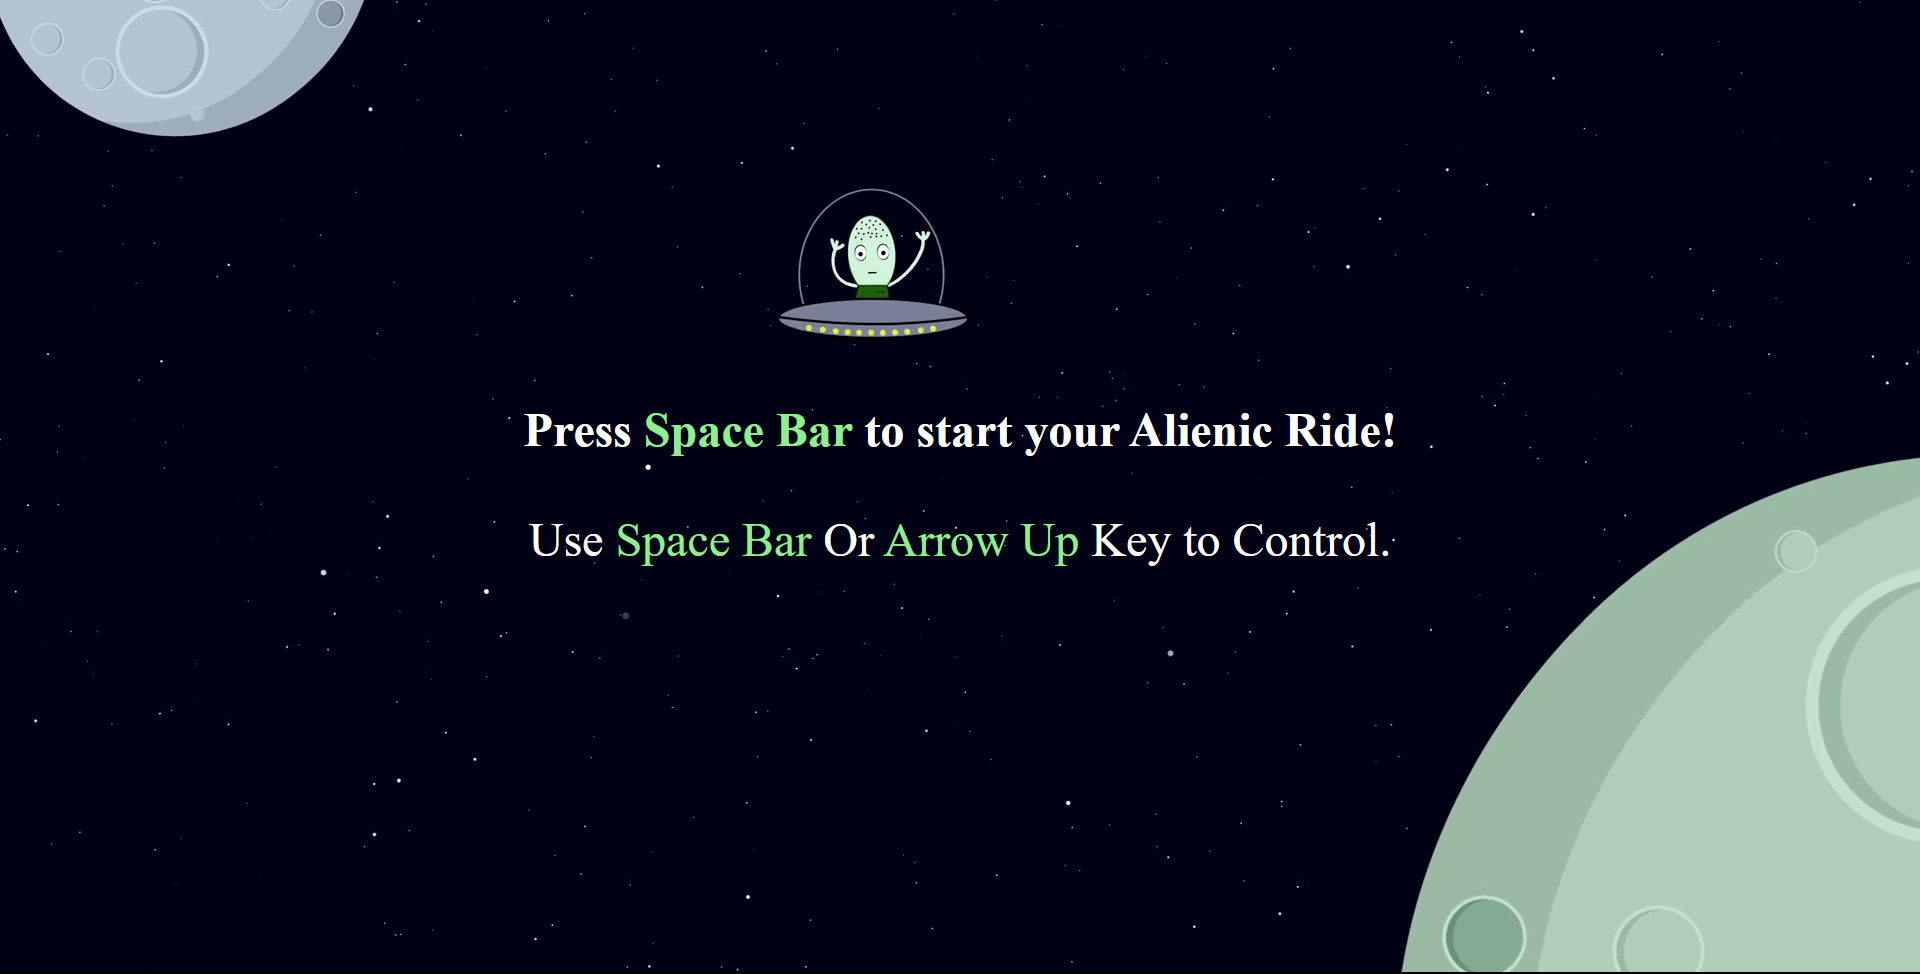 Press Space Bar to start your Alienic Ride!
Use Space Bar Or Arrow Up Key to Control.